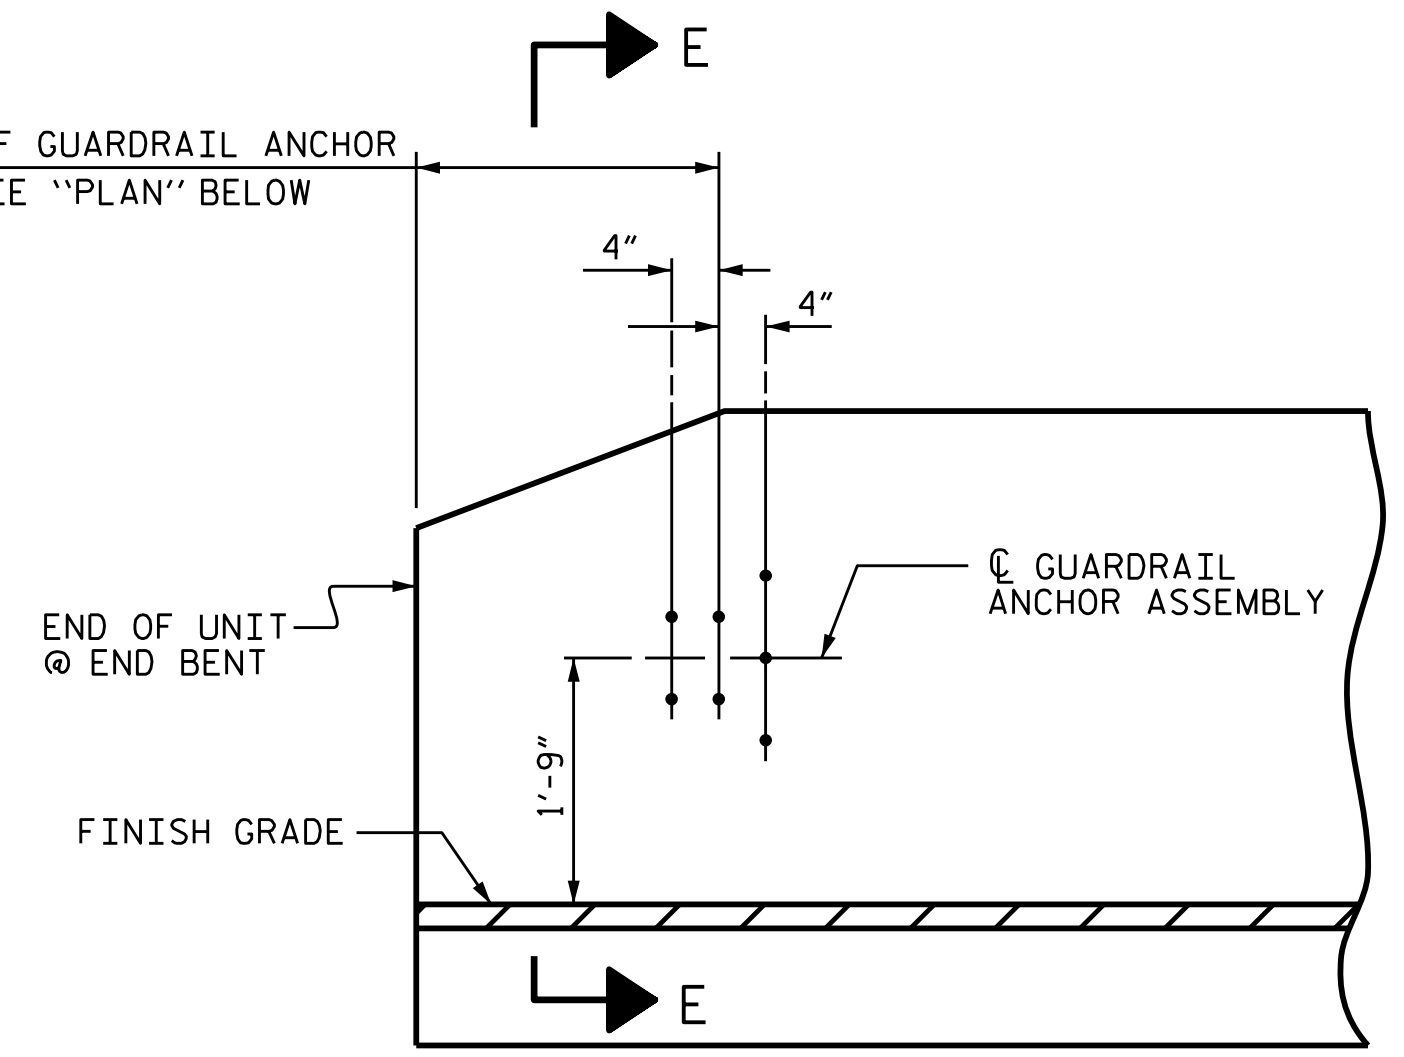 E
GUARDRAIL ANCHOR
"PLAN" BELOW
4"
4"
℄ GUARDRAIL
ANCHOR ASSEMBLY
END OF UNIT
@ END BENT
1'-9"
FINISH GRADE
E